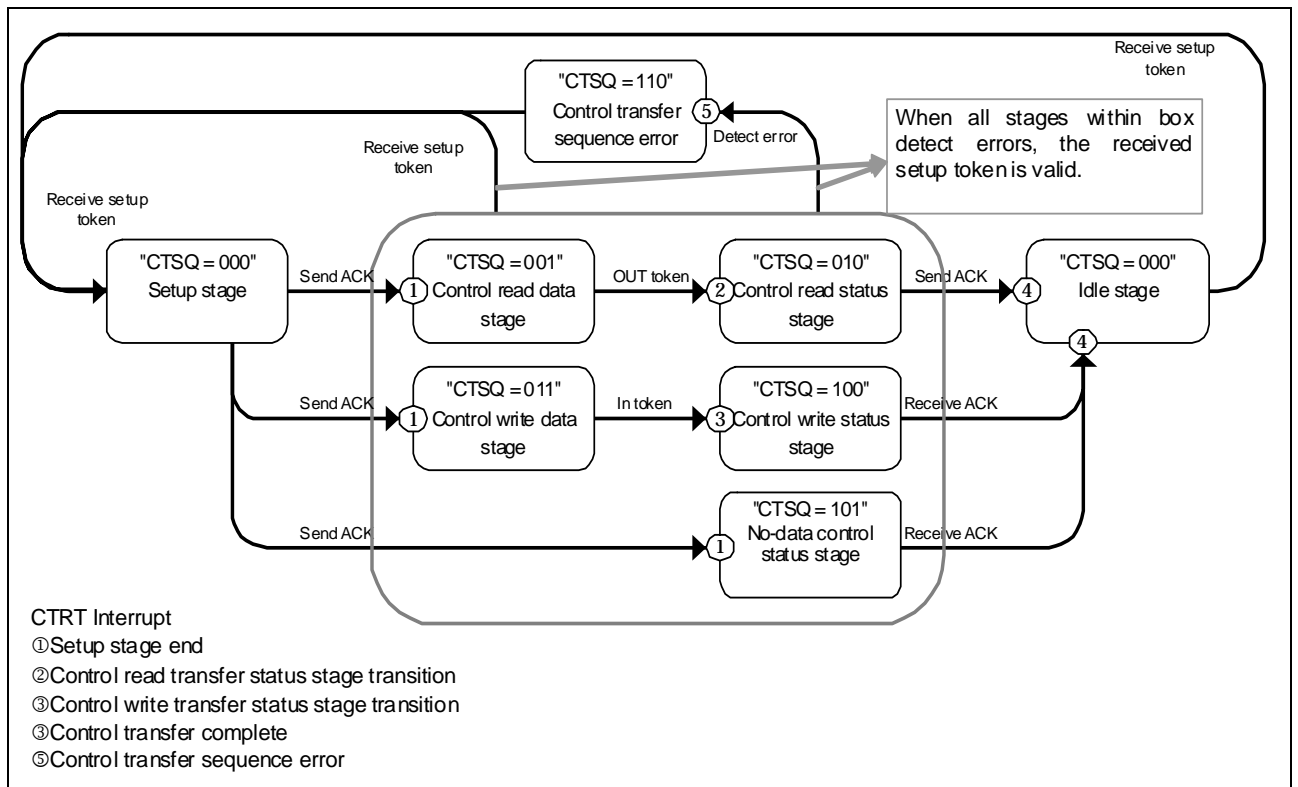 Receive setup
token
"CTSQ = 110"
Control transfer
sequence error
⑤
Detect error
When all stages within box
detect errors, the received
setup token is valid.
Receive setup
token
Receive setup
token
"CTSQ = 000"
Setup stage
Send ACK
①
"CTSQ = 001"
Control read data
stage
OUT token
②
"CTSQ = 010"
Control read status
stage
Send ACK
④
"CTSQ = 000"
Idle stage
④
Send ACK
①
"CTSQ = 011"
Control write data
stage
In token
③
"CTSQ = 100"
Control write status
stage
Receive ACK
Send ACK
①
"CTSQ = 101"
No-data control
status stage
Receive ACK
CTRT Interrupt
①Setup stage end
②Control read transfer status stage transition
③Control write transfer status stage transition
③Control transfer complete
⑤Control transfer sequence error